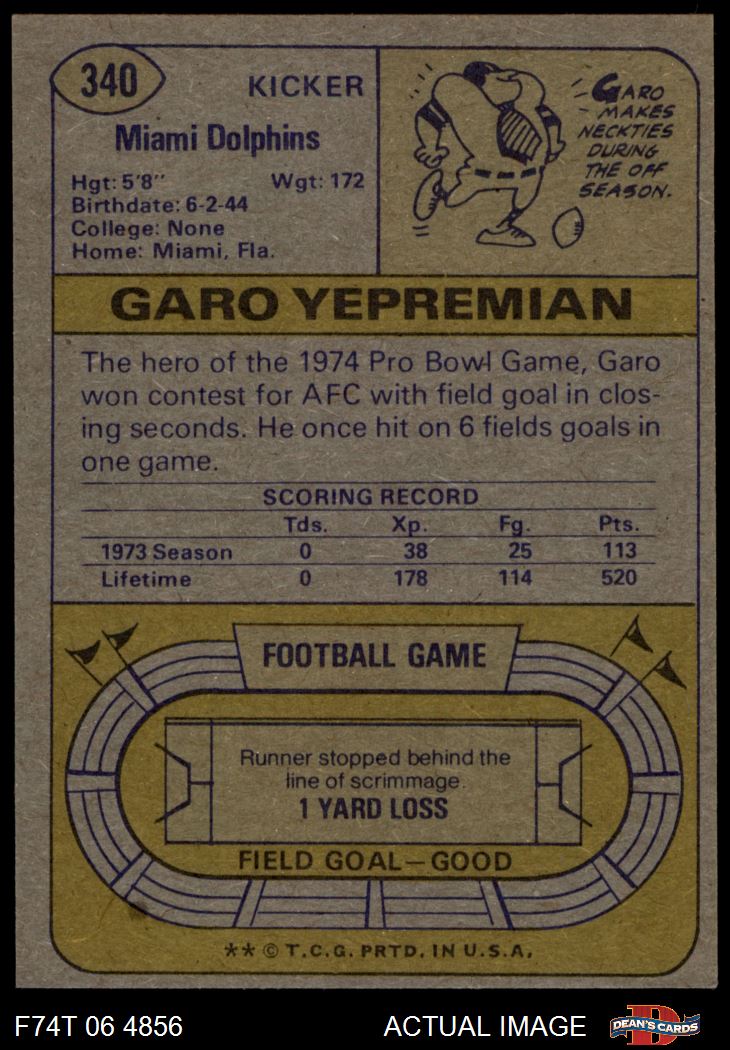 340
KICKER
Miami Dolphins
Hgt: 5'8" Wgt: 172
Birthdate: 6-2-44
College: None
Home: Miami, Fla.
GARO
MAKES
NECKTIES
DURING
THE OFF
SEASON.
GARO YEPREMIAN
The hero of the 1974 Pro Bowl Game, Garo
won contest for AFC with field goal in clos-
ing seconds. He once hit on 6 fields goals in
one game.
SCORING RECORD
Tds. Xp. Fg. Pts.
1973 Season 0 38 25 113
Lifetime 0 178 114 520
FOOTBALL GAME
Runner stopped behind the
line of scrimmage.
1 YARD LOSS
FIELD GOAL—GOOD
** © T.C.G. PRTD. IN U.S.A.
F74T 06 4856 ACTUAL IMAGE
DEAN'S CARDS